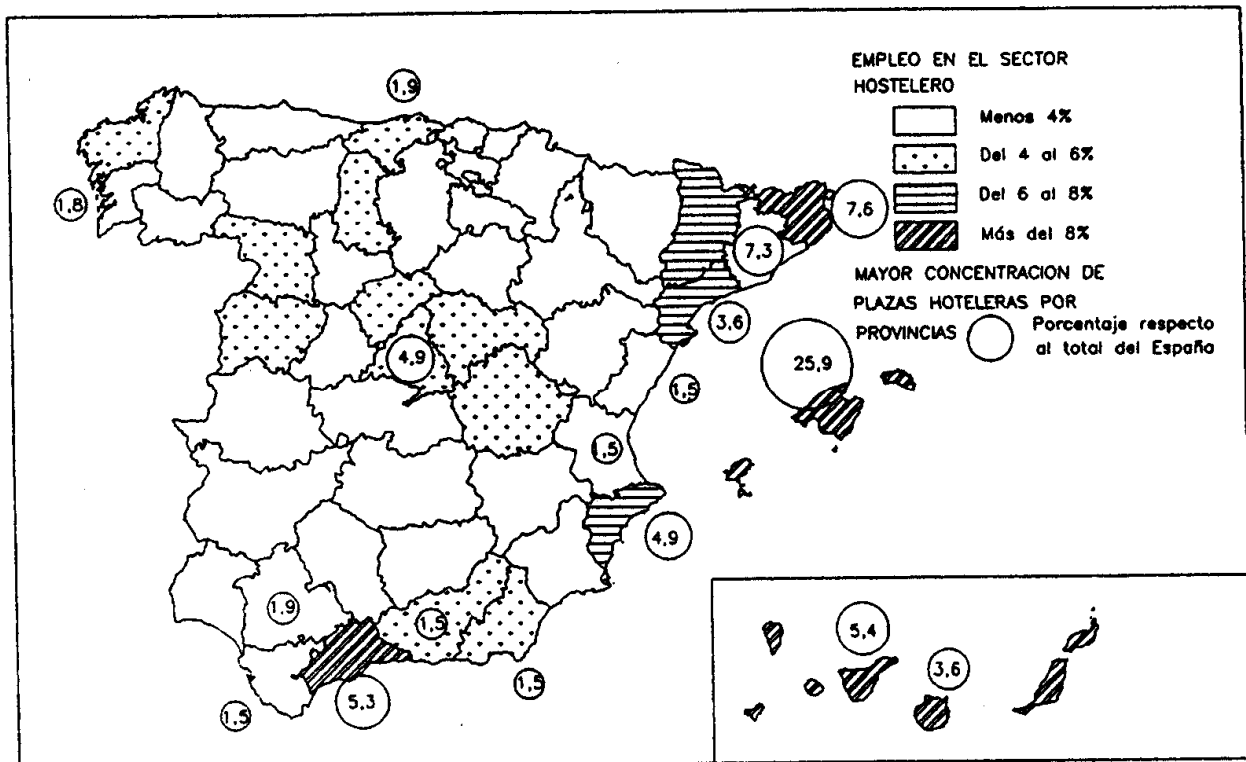 EMPLEO EN EL SECTOR
HOSTELERO
Menos 4%
Del 4 al 6%
Del 6 al 8%
Más del 8%
MAYOR CONCENTRACION DE
PLAZAS HOTELERAS POR
PROVINCIAS
Porcentaje respecto
al total del España
1,9
1,8
7,6
7,3
3,6
4,9
25,9
1,5
1,5
4,9
1,9
1,5
1,5
5,3
1,5
5,4
3,6